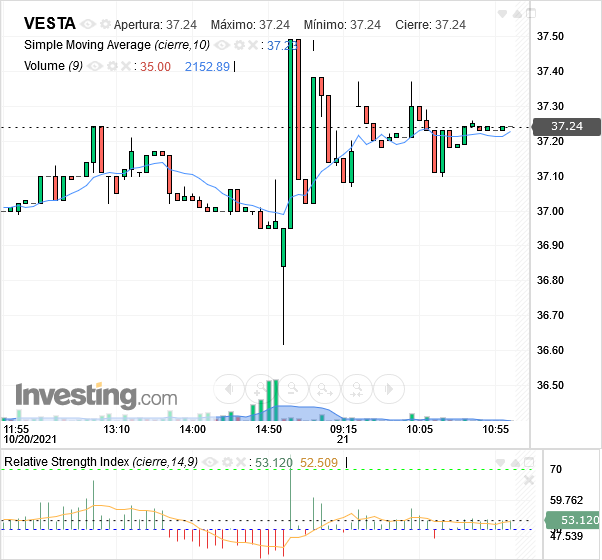 VESTA Apertura: 37.24 Máximo: 37.24 Mínimo: 37.24 Cierre: 37.24
Simple Moving Average (cierre,10) : 37.23
Volume (9) : 35.00 2152.89
37.50
37.40
37.30
37.24
37.20
37.10
37.00
36.90
36.80
36.70
36.60
36.50
Investing.com
11:55 13:10 14:00 14:50 09:15 10:05 10:55
10/20/2021 21
Relative Strength Index (cierre,14,9) : 53.120 52.509
70
59.762
53.120
47.539